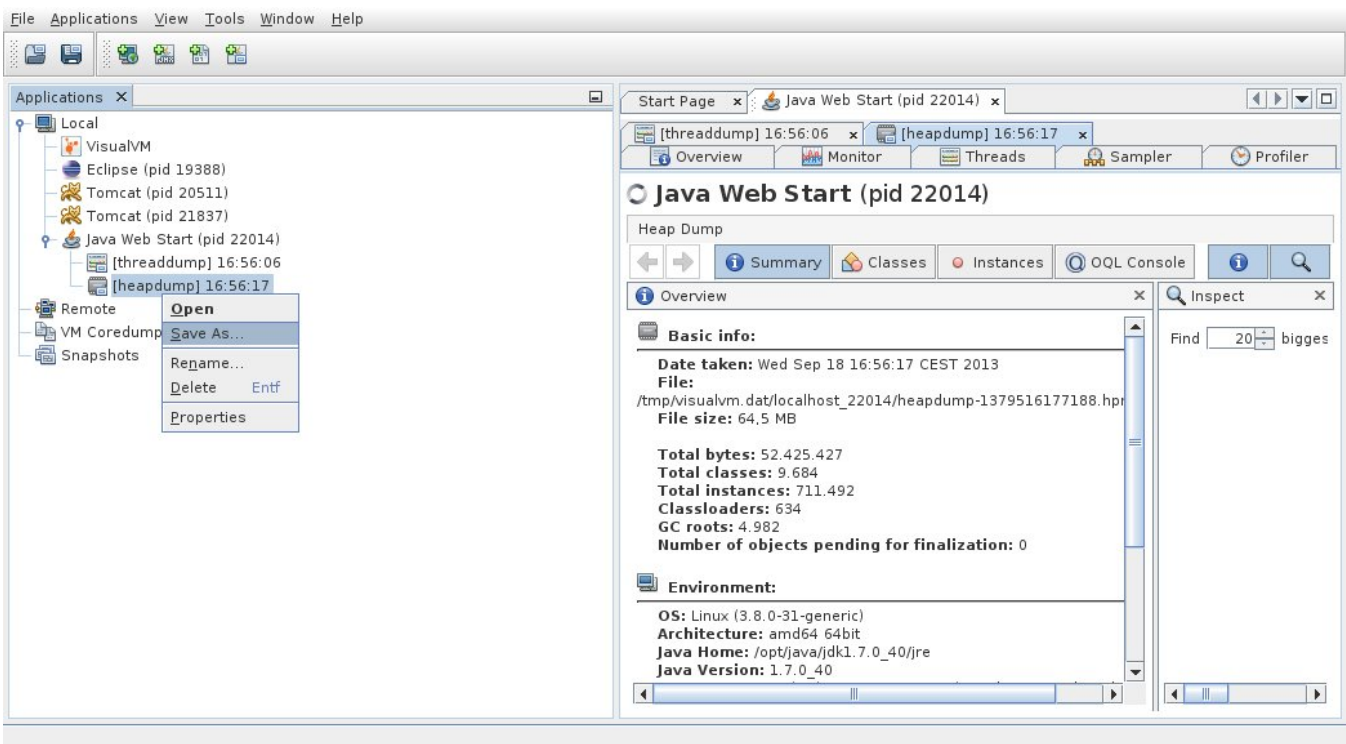 File Applications View Tools Window Help
Applications
Local
VisualVM
Eclipse (pid 19388)
Tomcat (pid 20511)
Tomcat (pid 21837)
Java Web Start (pid 22014)
[threaddump] 16:56:06
[heapdump] 16:56:17
Remote
VM Coredump
Snapshots
Open
Save As...
Rename...
Delete Entf
Properties
Start Page Java Web Start (pid 22014)
[threaddump] 16:56:06 [heapdump] 16:56:17
Overview Monitor Threads Sampler Profiler
Java Web Start (pid 22014)
Heap Dump
Summary Classes Instances OQL Console
Overview
Basic info:
Date taken: Wed Sep 18 16:56:17 CEST 2013
File:
/tmp/visualvm.dat/localhost_22014/heapdump-1379516177188.hpr
File size: 64,5 MB
Total bytes: 52.425.427
Total classes: 9.684
Total instances: 711.492
Classloaders: 634
GC roots: 4.982
Number of objects pending for finalization: 0
Environment:
OS: Linux (3.8.0-31-generic)
Architecture: amd64 64bit
Java Home: /opt/java/jdk1.7.0_40/jre
Java Version: 1.7.0_40
Inspect
Find 20 bigges